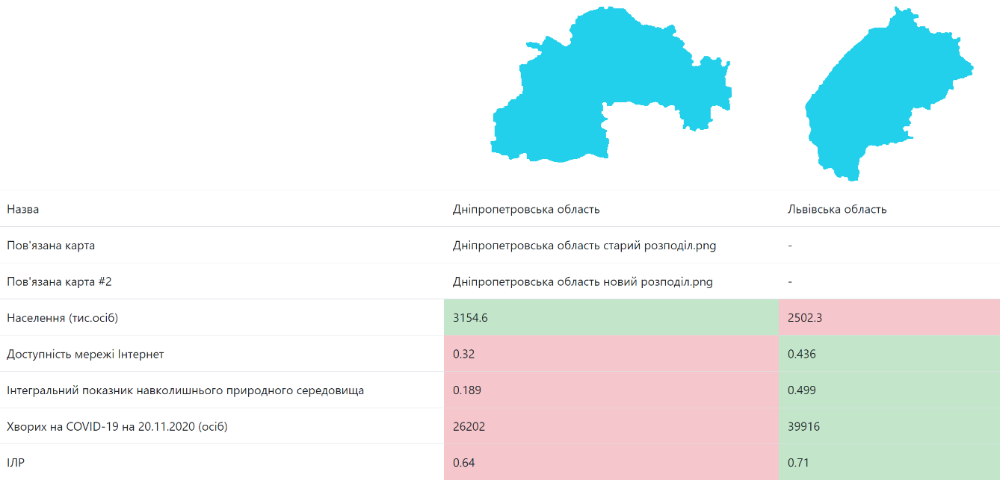 Назва Дніпропетровська область Львівська область
Пов'язана карта Дніпропетровська область старий розподіл.png -
Пов'язана карта #2 Дніпропетровська область новий розподіл.png -
Населення (тис.осіб) 3154.6 2502.3
Доступність мережі Інтернет 0.32 0.436
Інтегральний показник навколишнього природного середовища 0.189 0.499
Хворих на COVID-19 на 20.11.2020 (осіб) 26202 39916
ІЛР 0.64 0.71